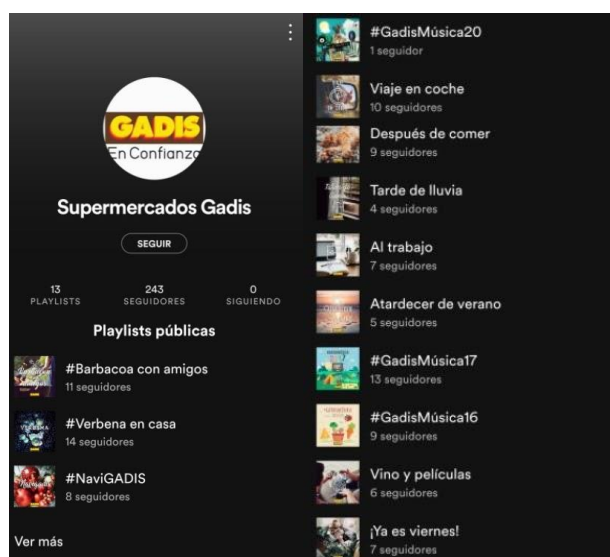 GADIS
En Confianza
Supermercados Gadis
SEGUIR
13 243 0
PLAYLISTS SEGUIDORES SIGUIENDO
Playlists públicas
#Barbacoa con amigos
11 seguidores
#Verbena en casa
14 seguidores
#NaviGADIS
8 seguidores
Ver más
#GadisMúsica20
1 seguidor
Viaje en coche
10 seguidores
Después de comer
9 seguidores
Tarde de lluvia
4 seguidores
Al trabajo
7 seguidores
Atardecer de verano
5 seguidores
#GadisMúsica17
13 seguidores
#GadisMúsica16
9 seguidores
Vino y películas
6 seguidores
¡Ya es viernes!
7 seguidores